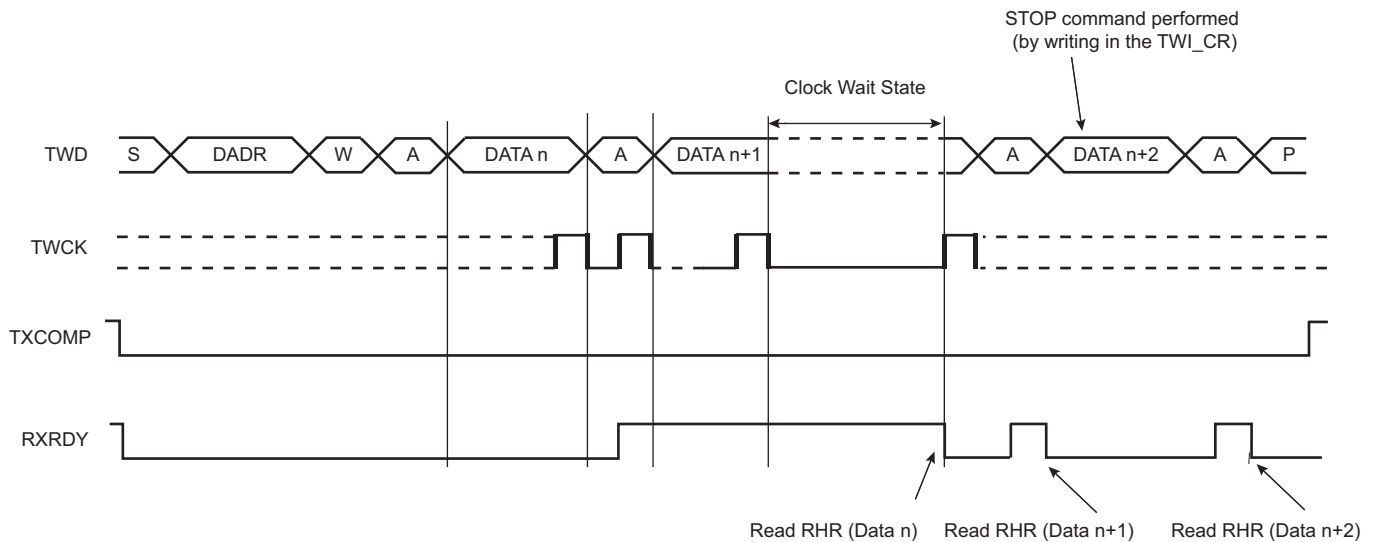 STOP command performed
(by writing in the TWI_CR)
Clock Wait State
TWD
S
DADR
W
A
DATA n
A
DATA n+1
A
DATA n+2
A
P
TWCK
TXCOMP
RXRDY
Read RHR (Data n)
Read RHR (Data n+1)
Read RHR (Data n+2)